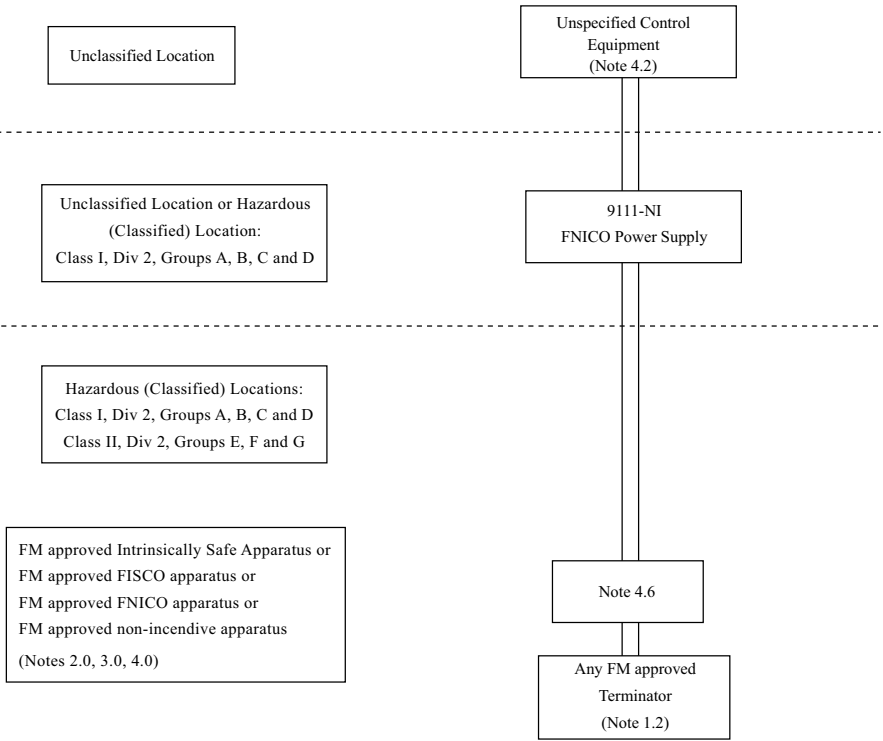 Unclassified Location
Unspecified Control
Equipment
(Note 4.2)
Unclassified Location or Hazardous
(Classified) Location:
Class I, Div 2, Groups A, B, C and D
9111-NI
FNICO Power Supply
Hazardous (Classified) Locations:
Class I, Div 2, Groups A, B, C and D
Class II, Div 2, Groups E, F and G
FM approved Intrinsically Safe Apparatus or
FM approved FISCO apparatus or
FM approved FNICO apparatus or
FM approved non-incendive apparatus
(Notes 2.0, 3.0, 4.0)
Note 4.6
Any FM approved
Terminator
(Note 1.2)